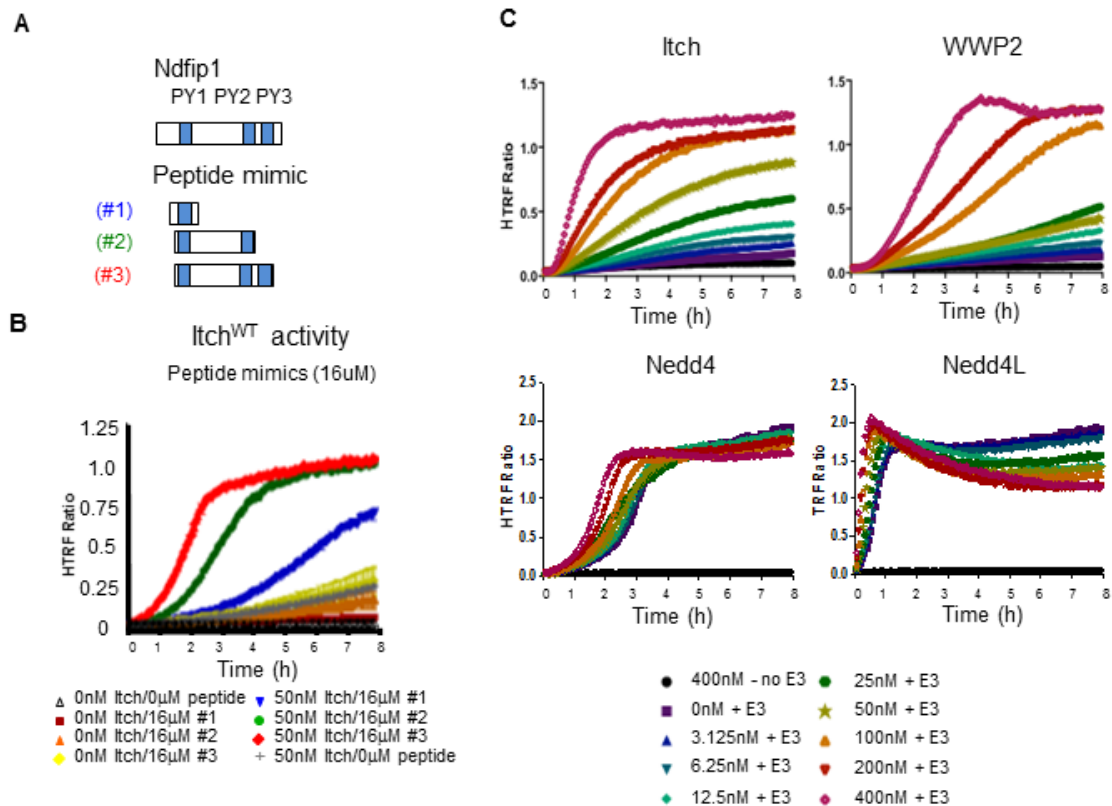 A
Ndfip1
PY1 PY2 PY3
Peptide mimic
(#1)
(#2)
(#3)
B
Itch^WT activity
Peptide mimics (16uM)
HTRF Ratio
1.25
1.0
0.75
0.5
0.25
0
0 1 2 3 4 5 6 7 8
Time (h)
0nM Itch/0μM peptide
0nM Itch/16μM #1
0nM Itch/16μM #2
0nM Itch/16μM #3
50nM Itch/16μM #1
50nM Itch/16μM #2
50nM Itch/16μM #3
50nM Itch/0μM peptide
C
Itch
HTRF Ratio
1.5
1.0
0.5
0.0
0 1 2 3 4 5 6 7 8
Time (h)
WWP2
1.5
1.0
0.5
0.0
0 1 2 3 4 5 6 7 8
Time (h)
Nedd4
HTRF Ratio
2.5
2.0
1.5
1.0
0.5
0.0
0 1 2 3 4 5 6 7 8
Time (h)
Nedd4L
TRF Ratio
2.5
2.0
1.5
1.0
0.5
0.0
0 1 2 3 4 5 6 7 8
Time (h)
400nM - no E3
0nM + E3
3.125nM + E3
6.25nM + E3
12.5nM + E3
25nM + E3
50nM + E3
100nM + E3
200nM + E3
400nM + E3